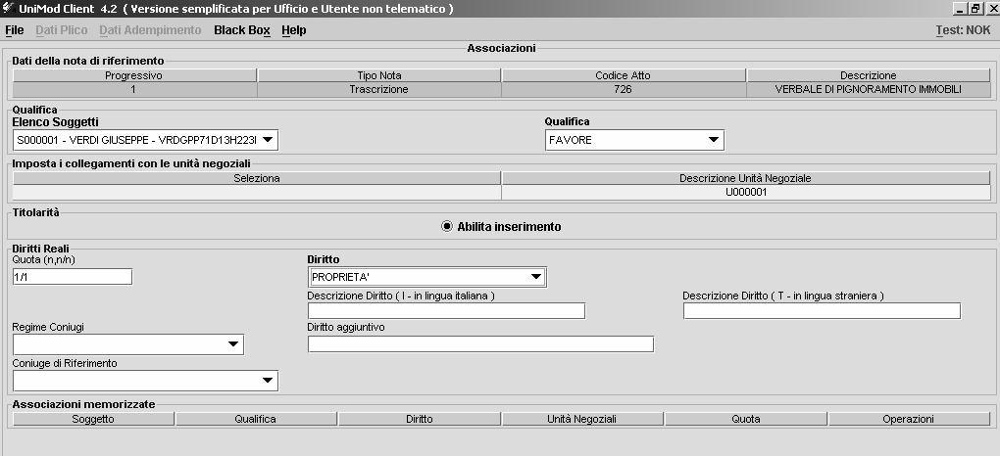 UniMod Client 4.2 ( Versione semplificata per Ufficio e Utente non telematico )
File Dati Plico Dati Adempimento Black Box Help Test: NOK
Associazioni
Dati della nota di riferimento
Progressivo Tipo Nota Codice Atto Descrizione
1 Trascrizione 726 VERBALE DI PIGNORAMENTO IMMOBILI
Qualifica
Elenco Soggetti Qualifica
S000001 - VERDI GIUSEPPE - VRDGPP71D13H223I FAVORE
Imposta i collegamenti con le unità negoziali
Seleziona Descrizione Unità Negoziale
U000001
Titolarità
Abilita inserimento
Diritti Reali
Quota (n,n/n) Diritto
1/1 PROPRIETA'
Descrizione Diritto ( I - in lingua italiana ) Descrizione Diritto ( T - in lingua straniera )
Regime Coniugi Diritto aggiuntivo
Coniuge di Riferimento
Associazioni memorizzate
Soggetto Qualifica Diritto Unità Negoziali Quota Operazioni